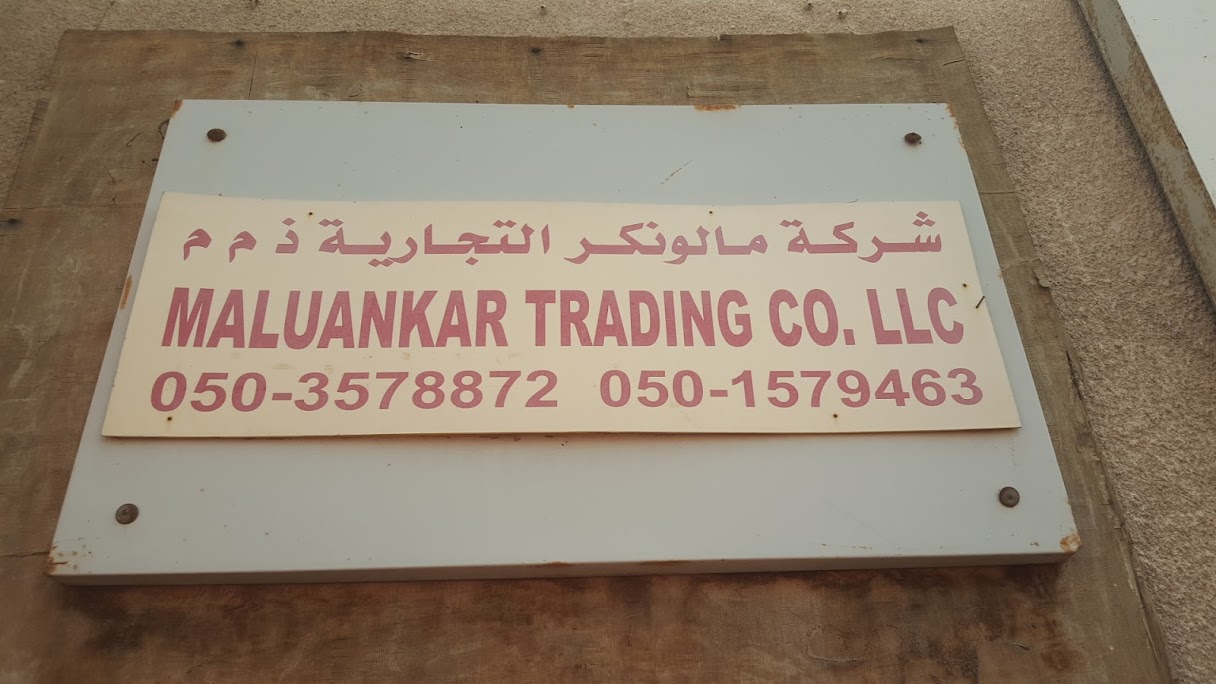 شركة مالونكر التجارية ذ م م
MALUANKAR TRADING CO. LLC
050-3578872 050-1579463